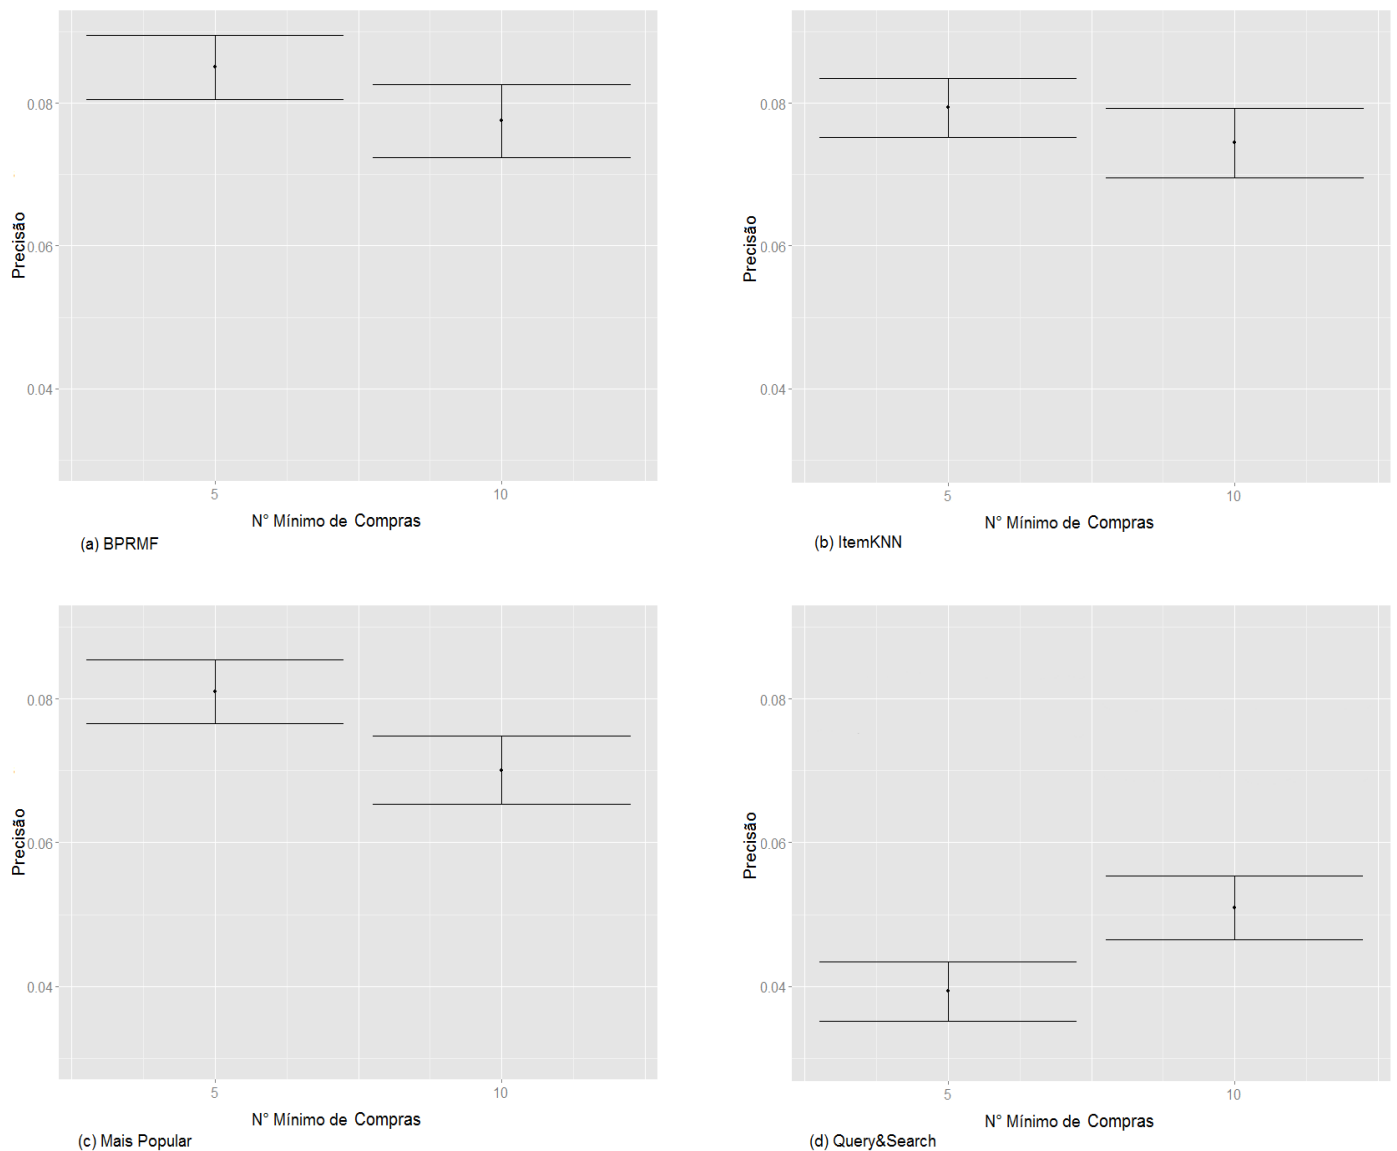 0.08
0.06
0.04
Precisão
5
10
N° Mínimo de Compras
(a) BPRMF
0.08
0.06
0.04
Precisão
5
10
N° Mínimo de Compras
(b) ItemKNN
0.08
0.06
0.04
Precisão
5
10
N° Mínimo de Compras
(c) Mais Popular
0.08
0.06
0.04
Precisão
5
10
N° Mínimo de Compras
(d) Query&Search